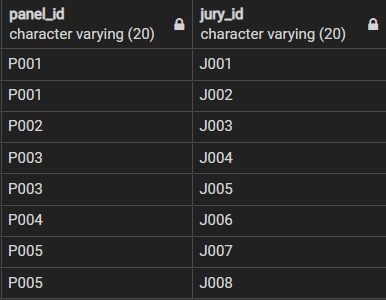 panel_id jury_id
character varying (20) character varying (20)
P001 J001
P001 J002
P002 J003
P003 J004
P003 J005
P004 J006
P005 J007
P005 J008